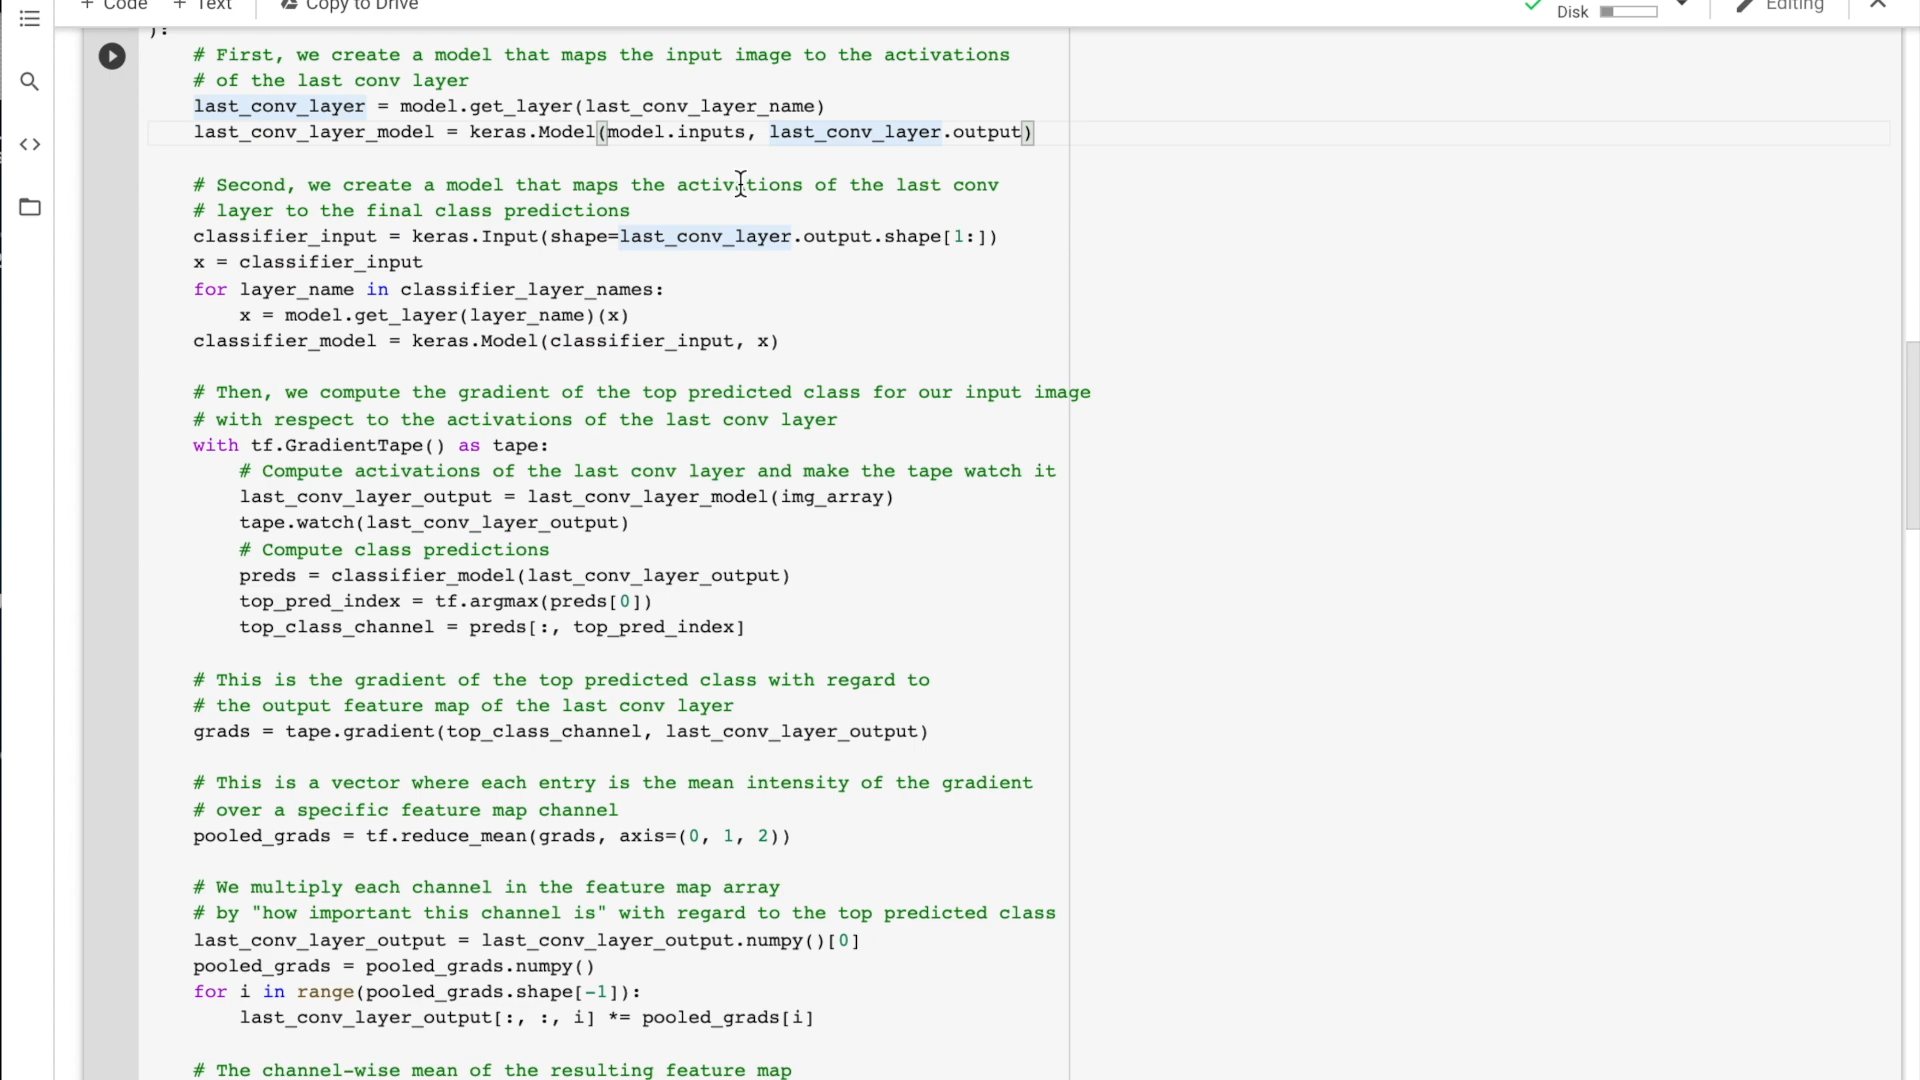 + Code + Text Copy to Drive Disk Editing
):
# First, we create a model that maps the input image to the activations
# of the last conv layer
last_conv_layer = model.get_layer(last_conv_layer_name)
last_conv_layer_model = keras.Model(model.inputs, last_conv_layer.output)
# Second, we create a model that maps the activations of the last conv
# layer to the final class predictions
classifier_input = keras.Input(shape=last_conv_layer.output.shape[1:])
x = classifier_input
for layer_name in classifier_layer_names:
    x = model.get_layer(layer_name)(x)
classifier_model = keras.Model(classifier_input, x)
# Then, we compute the gradient of the top predicted class for our input image
# with respect to the activations of the last conv layer
with tf.GradientTape() as tape:
    # Compute activations of the last conv layer and make the tape watch it
    last_conv_layer_output = last_conv_layer_model(img_array)
    tape.watch(last_conv_layer_output)
    # Compute class predictions
    preds = classifier_model(last_conv_layer_output)
    top_pred_index = tf.argmax(preds[0])
    top_class_channel = preds[:, top_pred_index]
# This is the gradient of the top predicted class with regard to
# the output feature map of the last conv layer
grads = tape.gradient(top_class_channel, last_conv_layer_output)
# This is a vector where each entry is the mean intensity of the gradient
# over a specific feature map channel
pooled_grads = tf.reduce_mean(grads, axis=(0, 1, 2))
# We multiply each channel in the feature map array
# by "how important this channel is" with regard to the top predicted class
last_conv_layer_output = last_conv_layer_output.numpy()[0]
pooled_grads = pooled_grads.numpy()
for i in range(pooled_grads.shape[-1]):
    last_conv_layer_output[:, :, i] *= pooled_grads[i]
# The channel-wise mean of the resulting feature map